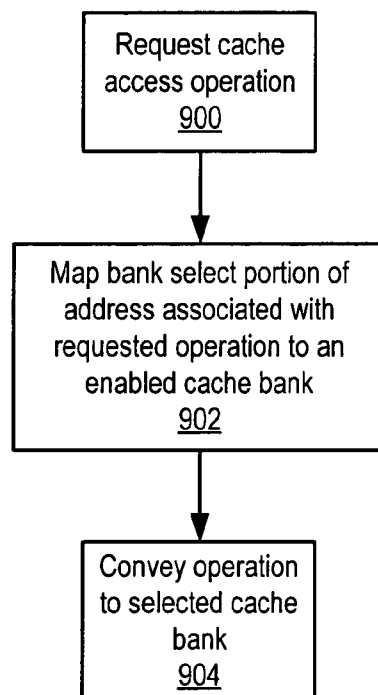 Request cache
access operation
900
Map bank select portion of
address associated with
requested operation to an
enabled cache bank
902
Convey operation
to selected cache
bank
904